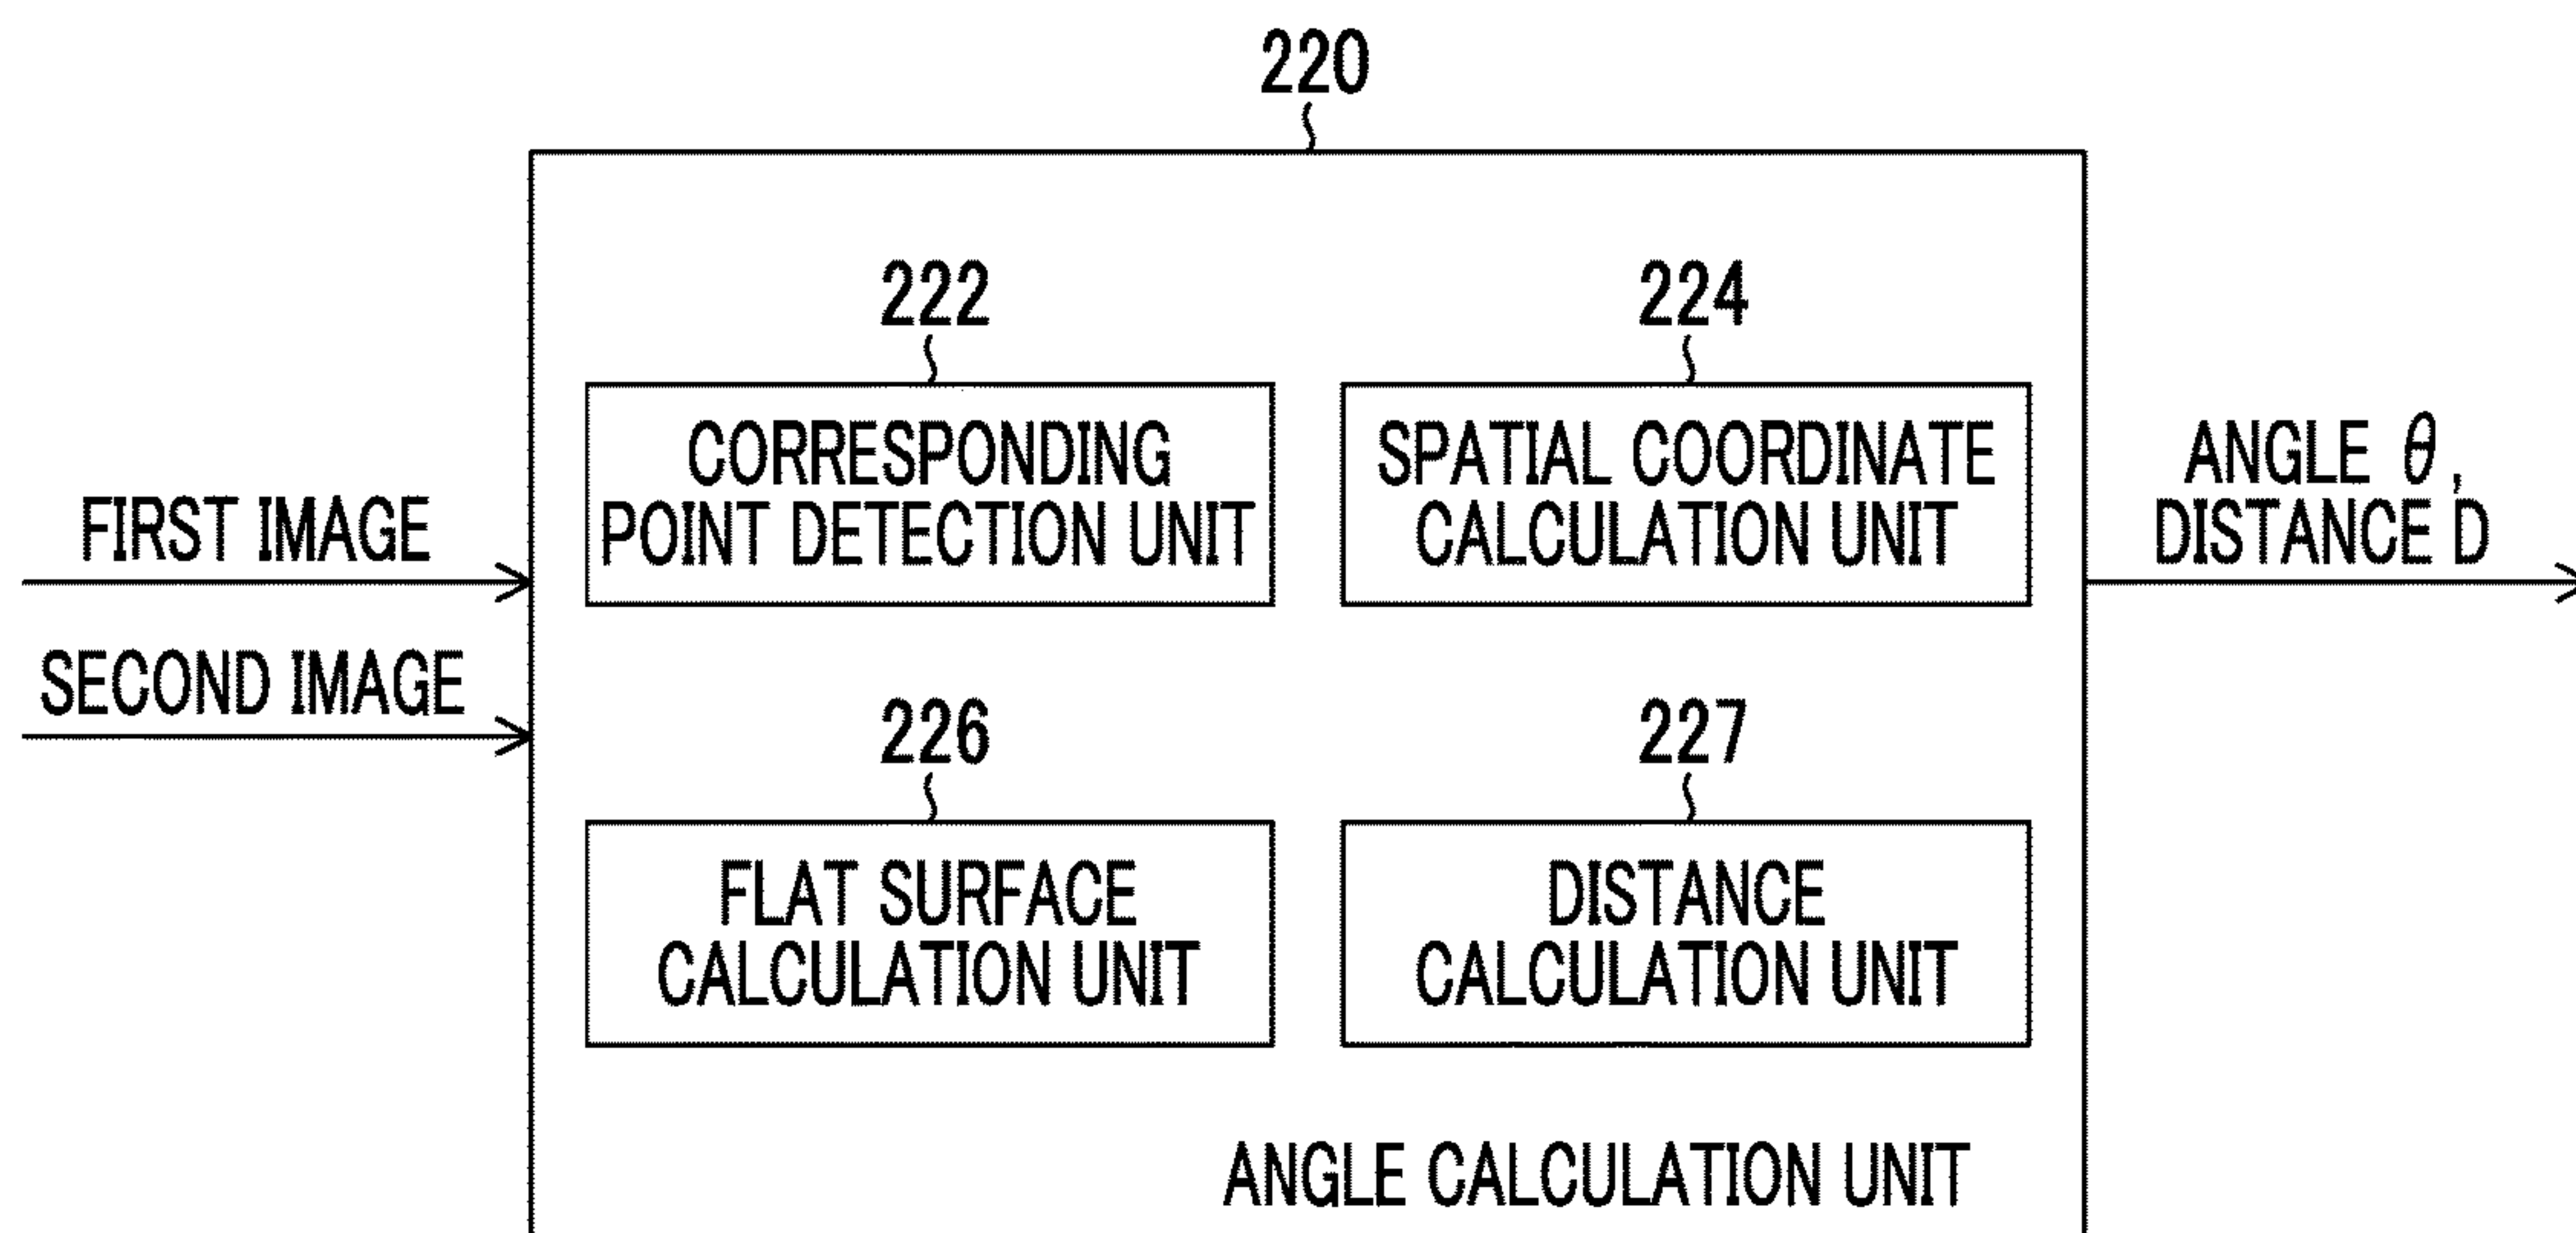 220
222
224
CORRESPONDING
POINT DETECTION UNIT
SPATIAL COORDINATE
CALCULATION UNIT
ANGLE θ,
DISTANCE D
FIRST IMAGE
SECOND IMAGE
226
227
FLAT SURFACE
CALCULATION UNIT
DISTANCE
CALCULATION UNIT
ANGLE CALCULATION UNIT